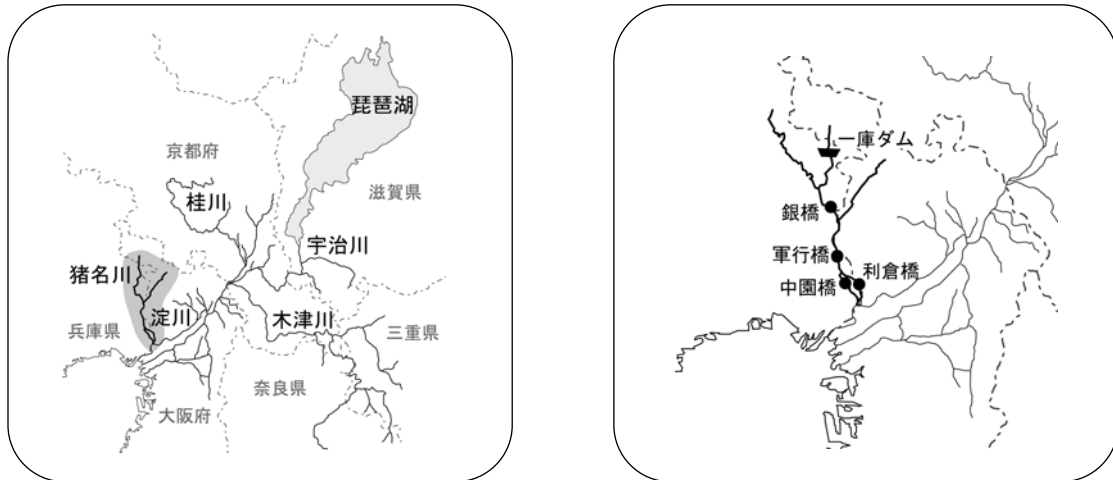 琵琶湖
京都府
滋賀県
桂川
宇治川
猪名川
淀川
木津川
兵庫県
三重県
奈良県
大阪府
一庫ダム
銀橋
軍行橋
利倉橋
中園橋